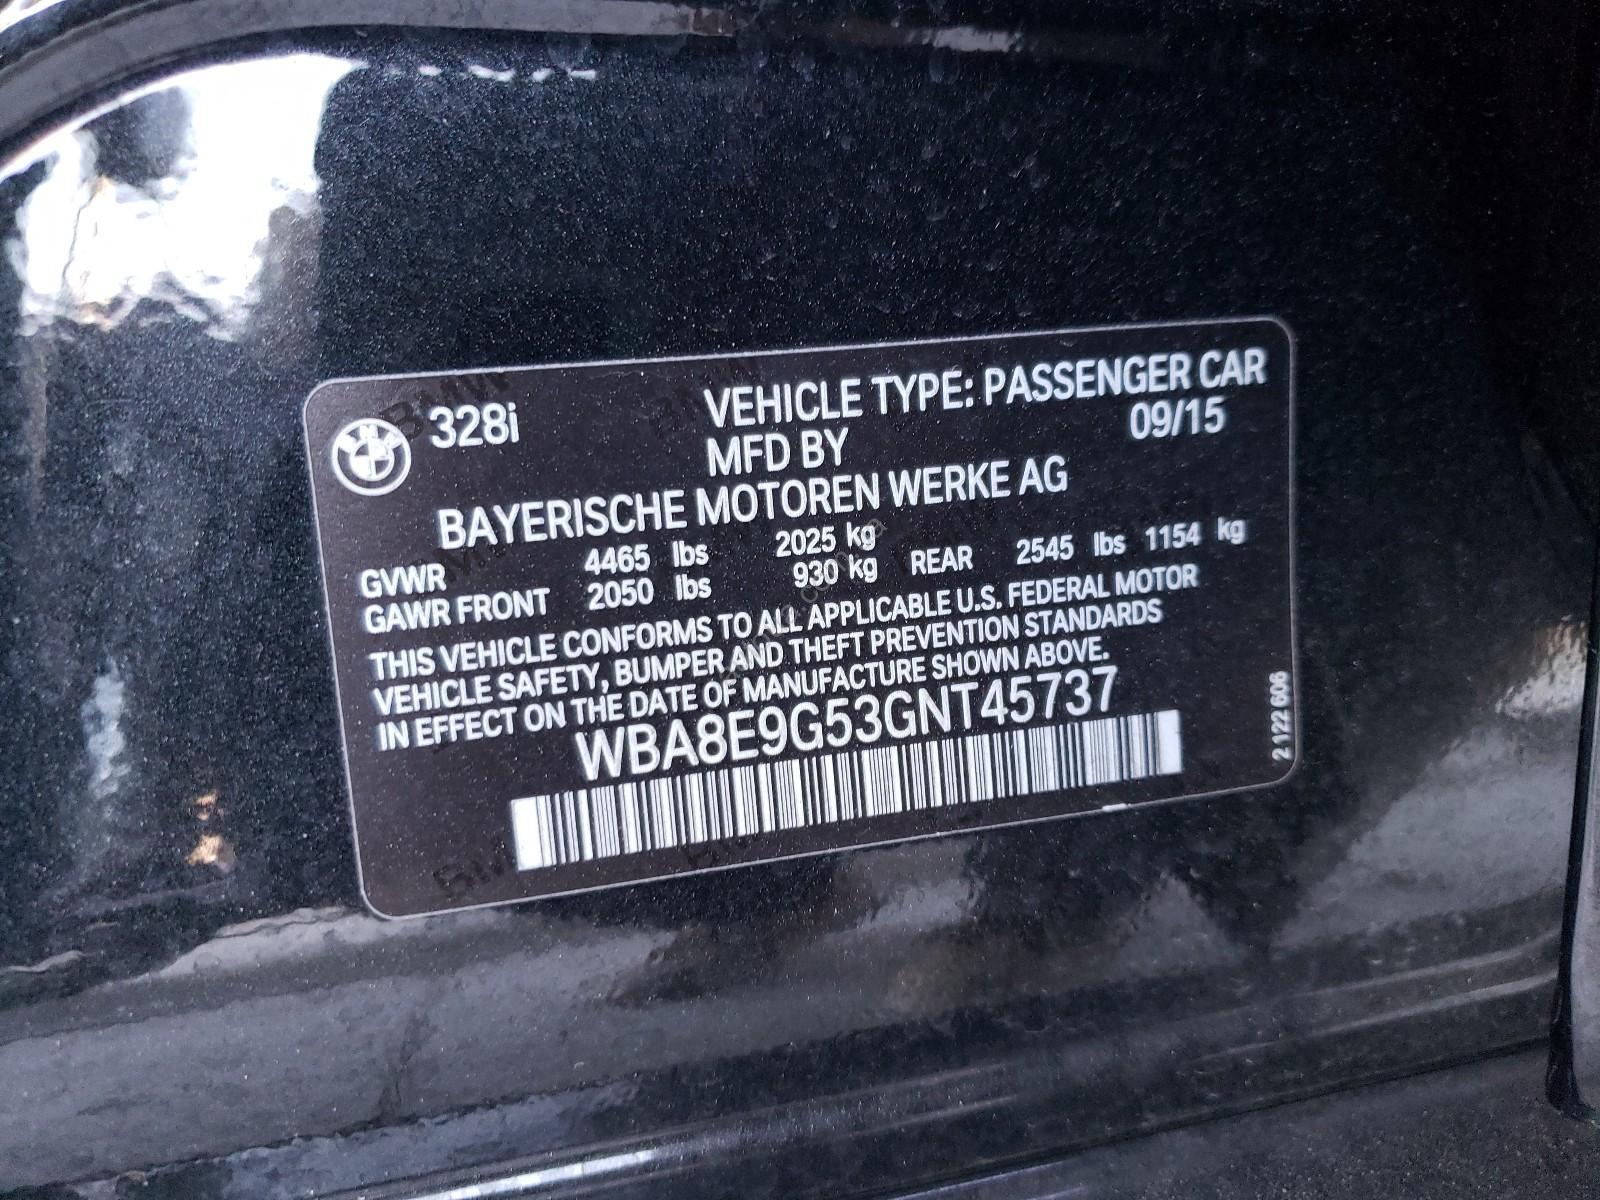 328i VEHICLE TYPE: PASSENGER CAR
MFD BY 09/15
BAYERISCHE MOTOREN WERKE AG
GVWR 4465 lbs 2025 kg
GAWR FRONT 2050 lbs 930 kg REAR 2545 lbs 1154 kg
THIS VEHICLE CONFORMS TO ALL APPLICABLE U.S. FEDERAL MOTOR
VEHICLE SAFETY, BUMPER AND THEFT PREVENTION STANDARDS
IN EFFECT ON THE DATE OF MANUFACTURE SHOWN ABOVE.
WBA8E9G53GNT45737
2 122 606